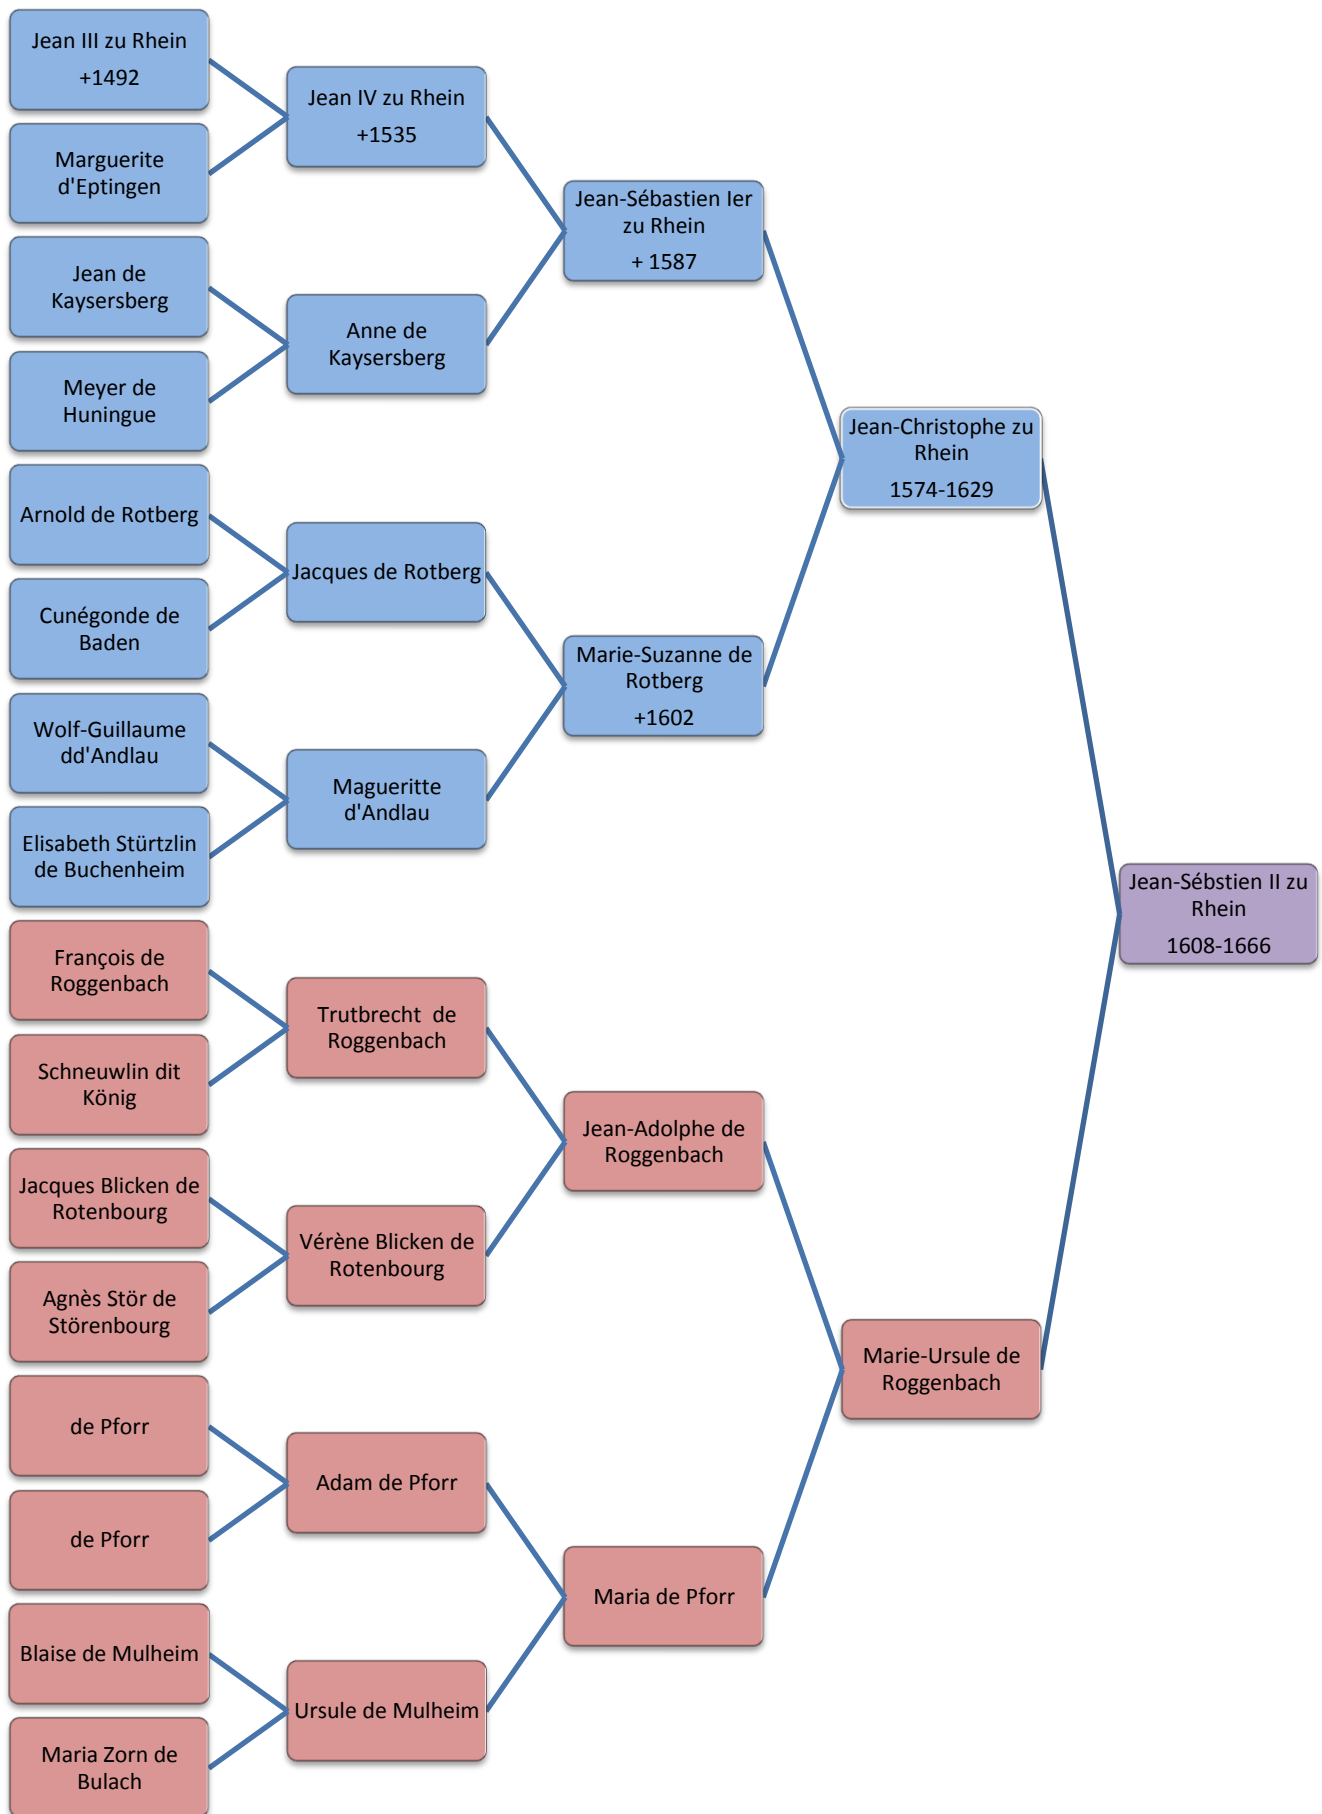 Jean III zu Rhein
+1492
Marguerite
d'Eptingen
Jean de
Kaysersberg
Meyer de
Huningue
Arnold de Rotberg
Cunégonde de
Baden
Wolf-Guillaume
dd'Andlau
Elisabeth Stürtzlin
de Buchenheim
François de
Roggenbach
Schneuwlin dit
König
Jacques Blicken de
Rotenbourg
Agnès Stör de
Störenbourg
de Pforr
de Pforr
Blaise de Mulheim
Maria Zorn de
Bulach
Jean IV zu Rhein
+1535
Anne de
Kaysersberg
Jacques de Rotberg
Magueritte
d'Andlau
Trutbrecht  de
Roggenbach
Vérène Blicken de
Rotenbourg
Adam de Pforr
Ursule de Mulheim
Jean-Sébastien Ier
zu Rhein
+ 1587
Marie-Suzanne de
Rotberg
+1602
Jean-Adolphe de
Roggenbach
Maria de Pforr
Jean-Christophe zu
Rhein
1574-1629
Marie-Ursule de
Roggenbach
Jean-Sébstien II zu
Rhein
1608-1666